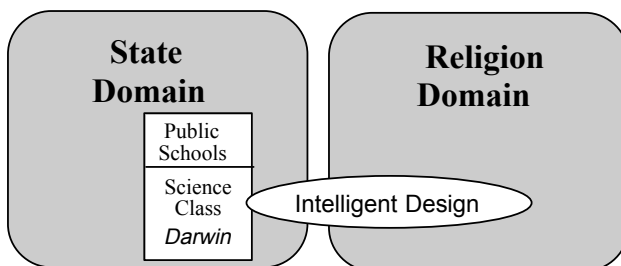 State
Domain
Religion
Domain
Public
Schools
Science
Class
Darwin
Intelligent Design